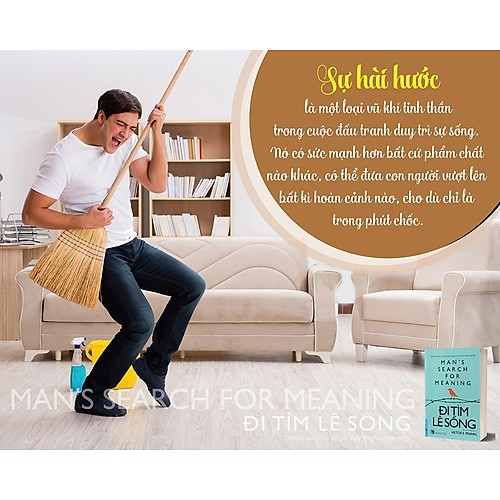 Sự hài hước
là một loại vũ khí tinh thần
trong cuộc đấu tranh duy trì sự sống.
Nó có sức mạnh hơn bất cứ phẩm chất
nào khác, có thể đưa con người vượt lên
bất kì hoàn cảnh nào, cho dù chỉ là
trong phút chốc.
MAN'S SEARCH FOR MEANING
ĐI TÌM LẼ SỐNG
MAN'S
SEARCH
FOR
MEANING
ĐI TÌM
LẼ SỐNG
VIKTOR E. FRANKL